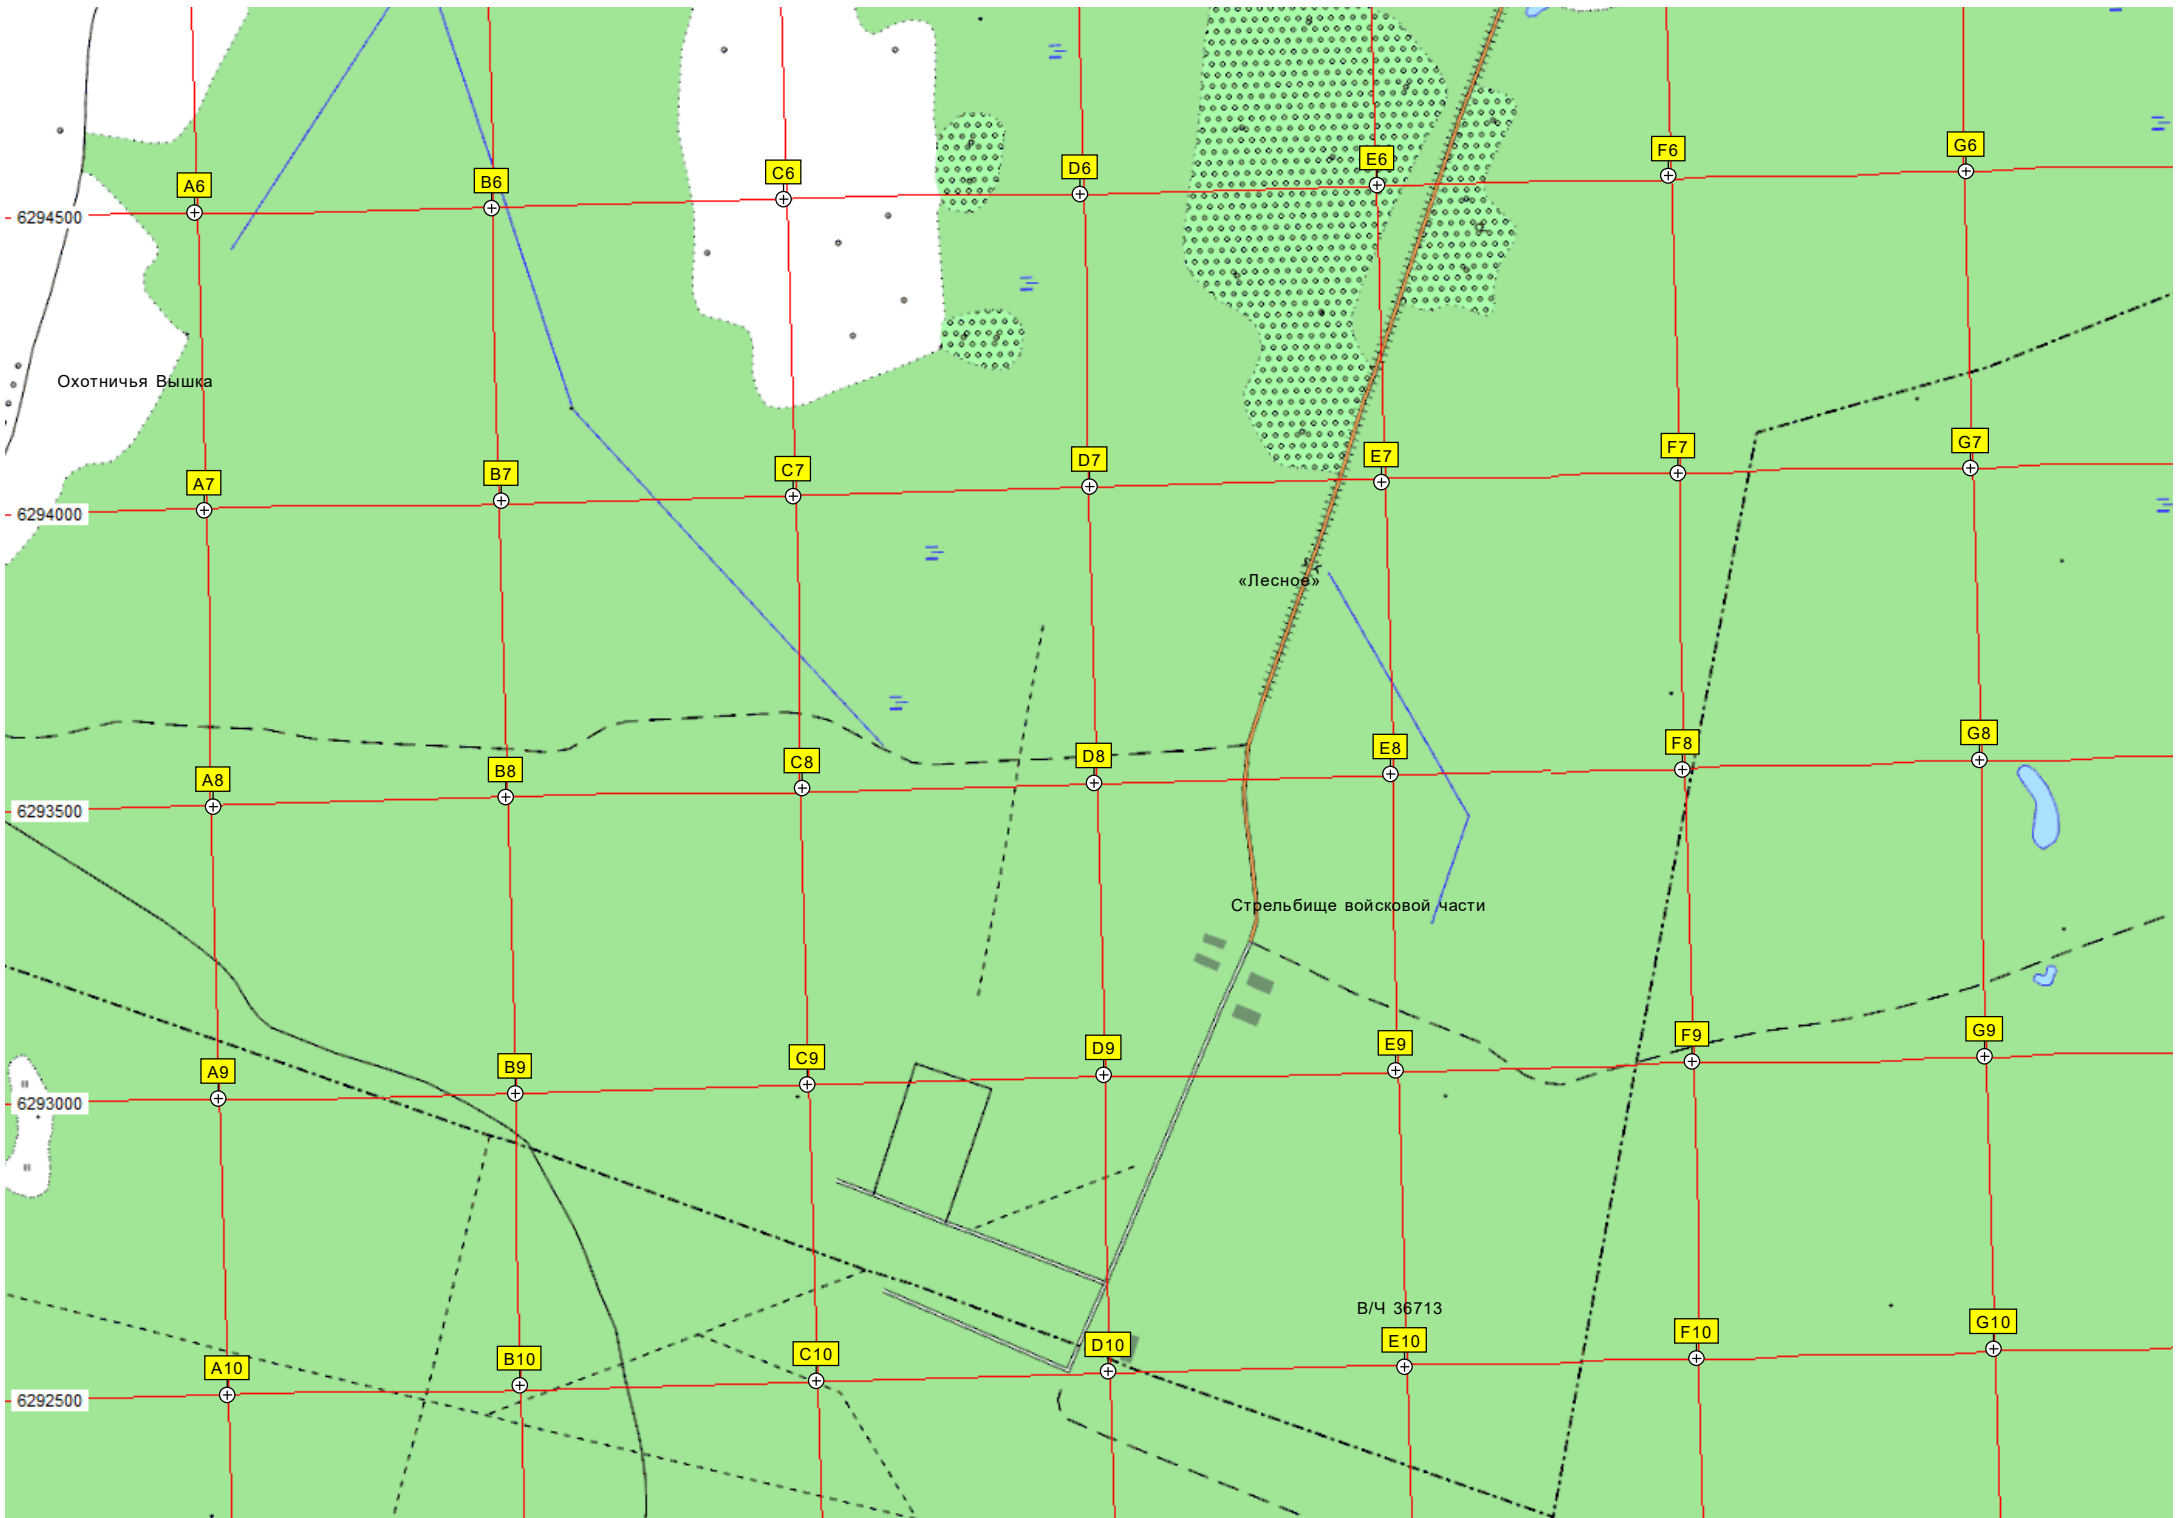 A6 B6 C6 D6 E6 F6 G6
6294500
Охотничья Вышка
A7 B7 C7 D7 E7 F7 G7
6294000
«Лесное»
A8 B8 C8 D8 E8 F8 G8
6293500
Стрельбище войсковой части
A9 B9 C9 D9 E9 F9 G9
6293000
В/Ч 36713
A10 B10 C10 D10 E10 F10 G10
6292500